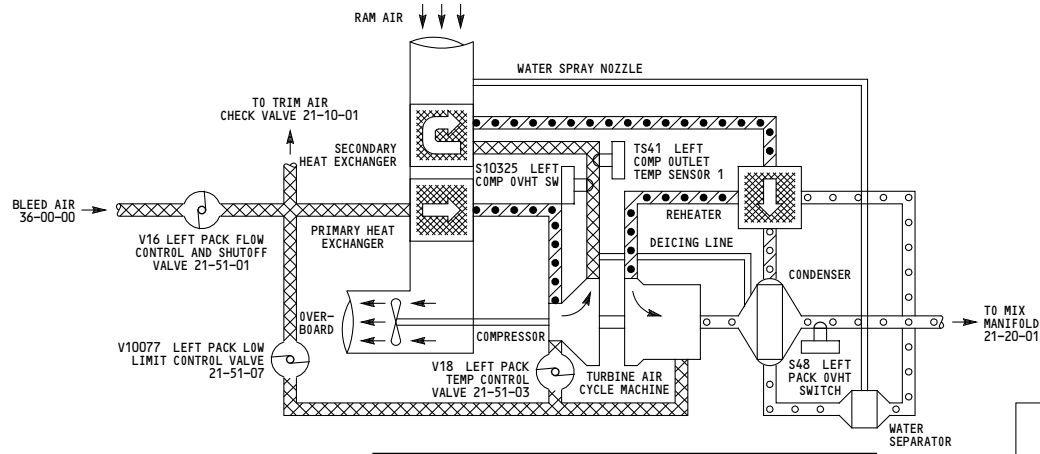 RAM AIR
WATER SPRAY NOZZLE
TO TRIM AIR
CHECK VALVE 21-10-01
SECONDARY
HEAT EXCHANGER
S10325 LEFT
COMP OVHT SW
TS41 LEFT
COMP OUTLET
TEMP SENSOR 1
BLEED AIR
36-00-00
V16 LEFT PACK FLOW
CONTROL AND SHUTOFF
VALVE 21-51-01
PRIMARY HEAT
EXCHANGER
REHEATER
DEICING LINE
CONDENSER
OVER-
BOARD
COMPRESSOR
TO MIX
MANIFOLD
21-20-01
V10077 LEFT PACK LOW
LIMIT CONTROL VALVE
21-51-07
V18 LEFT PACK
TEMP CONTROL
VALVE 21-51-03
TURBINE AIR
CYCLE MACHINE
S48 LEFT
PACK OVHT
SWITCH
WATER
SEPARATOR